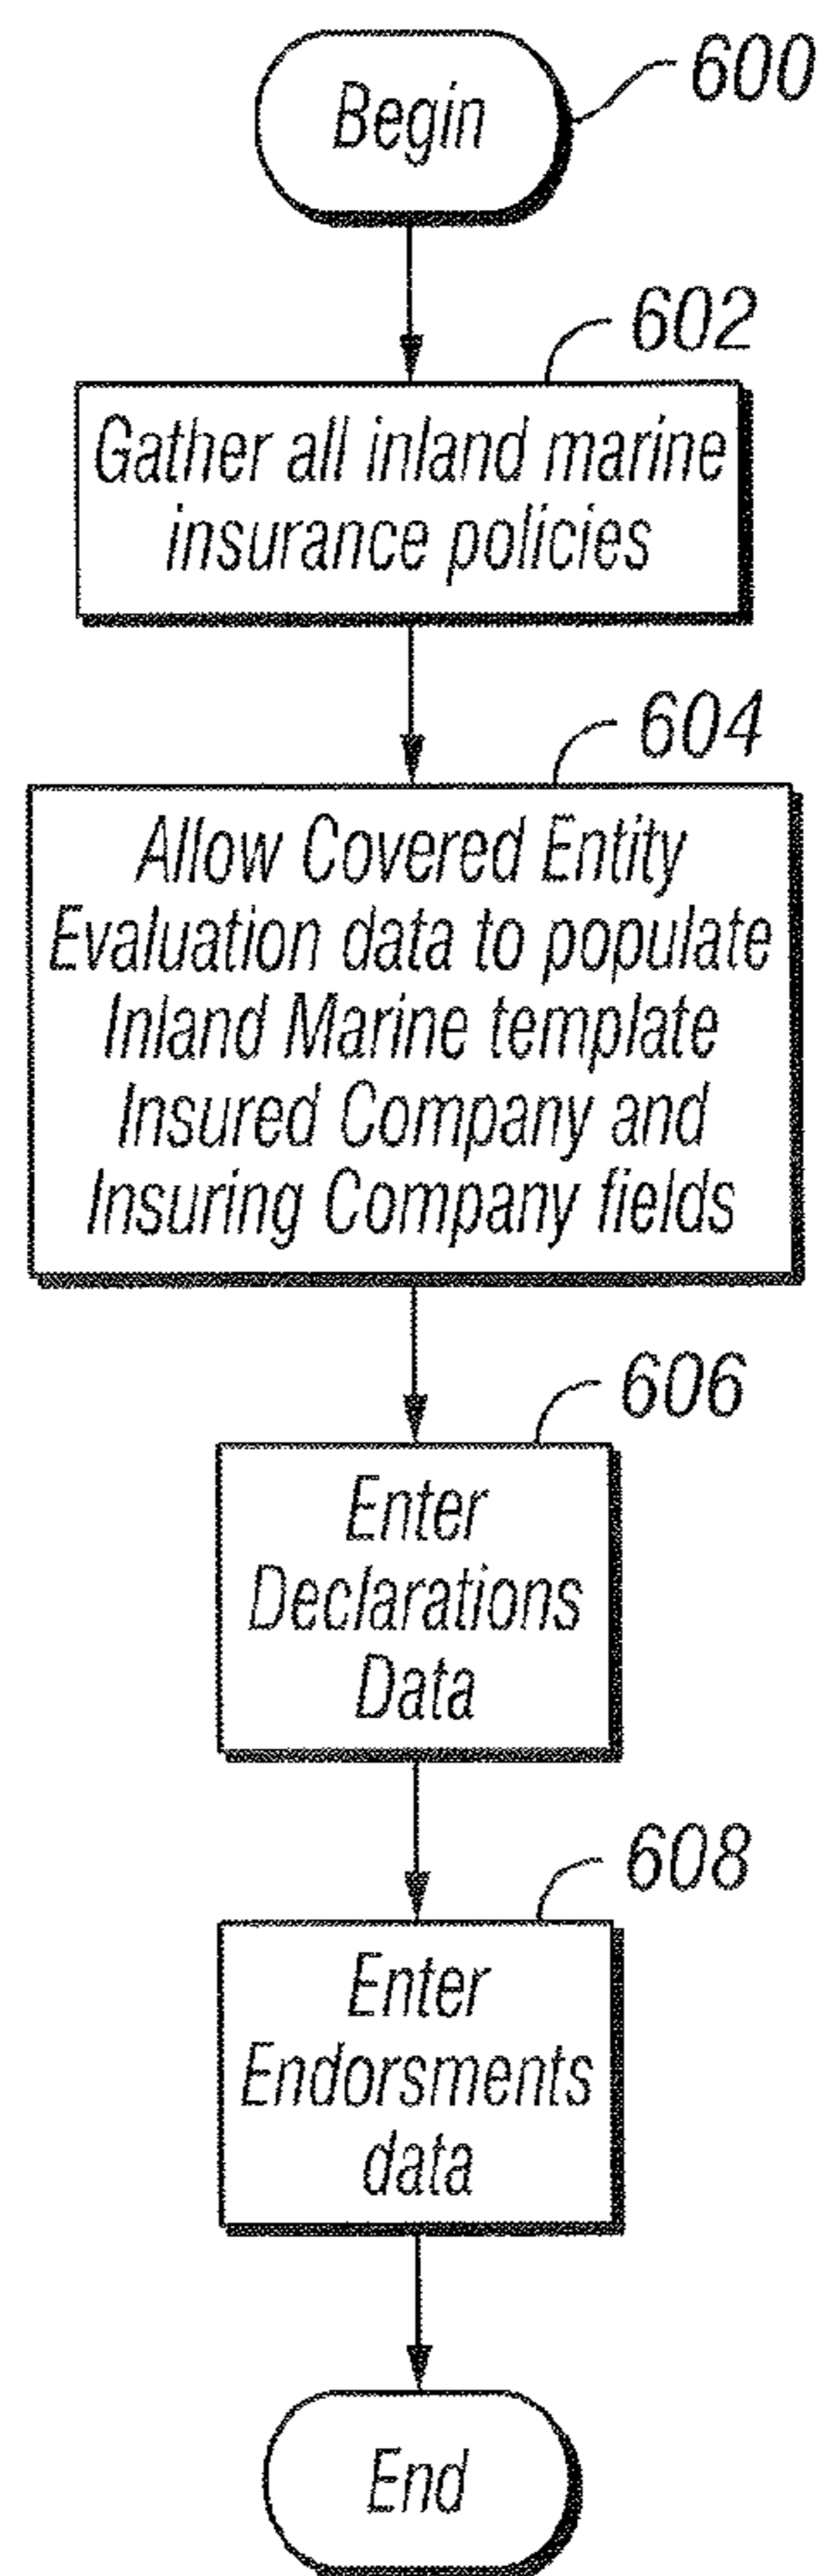 Begin
600
602
Gather all inland marine
insurance policies
604
Allow Covered Entity
Evaluation data to populate
Inland Marine template
Insured Company and
Insuring Company fields
606
Enter
Declarations
Data
608
Enter
Endorsments
data
End